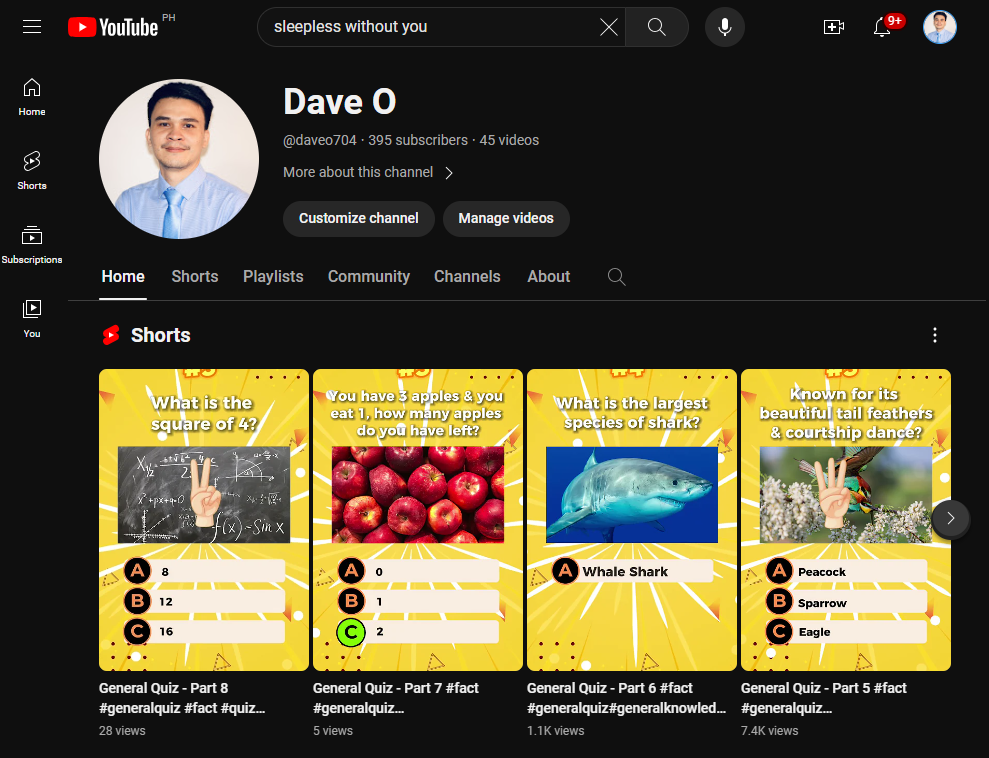 YouTube PH
sleepless without you
9+
Home
Shorts
Subscriptions
You
Dave O
@daveo704 · 395 subscribers · 45 videos
More about this channel
Customize channel
Manage videos
Home Shorts Playlists Community Channels About
Shorts
What is the
square of 4?
A 8
B 12
C 16
General Quiz - Part 8
#generalquiz #fact #quiz...
28 views
You have 3 apples & you
eat 1, how many apples
do you have left?
A 0
B 1
C 2
General Quiz - Part 7 #fact
#generalquiz...
5 views
#4
What is the largest
species of shark?
A Whale Shark
General Quiz - Part 6 #fact
#generalquiz#generalknowled...
1.1K views
Known for its
beautiful tail feathers
& courtship dance?
A Peacock
B Sparrow
C Eagle
General Quiz - Part 5 #fact
#generalquiz...
7.4K views